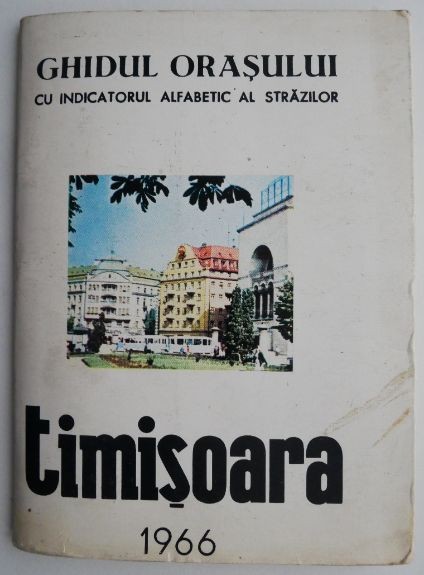 GHIDUL ORAŞULUI
CU INDICATORUL ALFABETIC AL STRĂZILOR
timişoara
1966